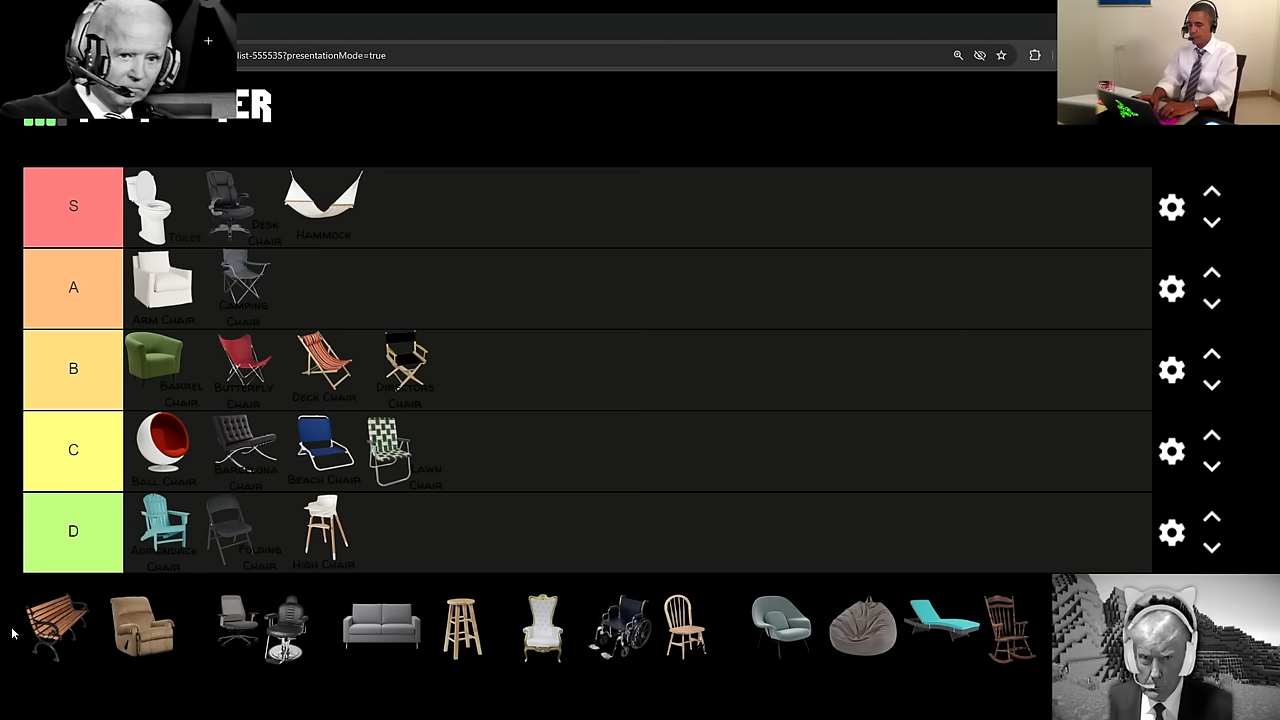 list-555535?presentationMode=true
ER
S
Toilet
Desk
Chair
Hammock
A
Arm Chair
Camping
Chair
B
Barrel
Chair
Butterfly
Chair
Deck Chair
Directors
Chair
C
Ball Chair
Barcelona
Chair
Beach Chair
Lawn
Chair
D
Adirondack
Chair
Folding
Chair
High Chair